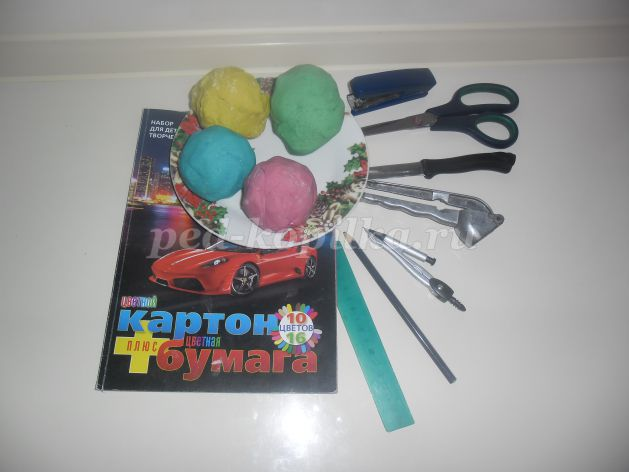 НАБОР
ДЛЯ ДЕТ
ТВОРЧЕ
ped-kopilka.ru
ЦВЕТНОЙ
картон
10
ЦВЕТОВ
16
ПЛЮС
ЦВЕТНАЯ
+бумага